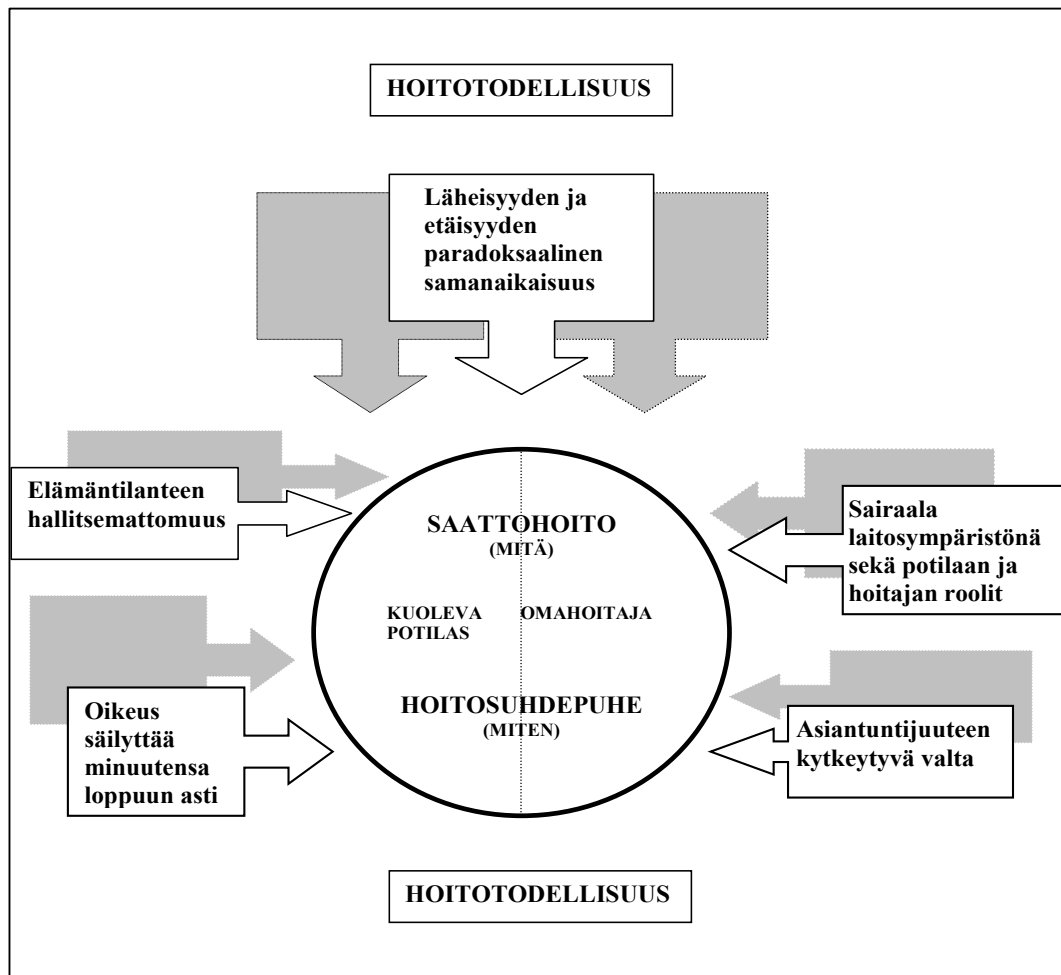 HOITOTODELLISUUS
Läheisyyden ja
etäisyyden
paradoksaalinen
samanaikaisuus
Elämäntilanteen
hallitsemattomuus
SAATTOHOITO
(MITÄ)
Sairaala
laitosympäristönä
sekä potilaan ja
hoitajan roolit
KUOLEVA
POTILAS
OMAHOITAJA
Oikeus
säilyttää
minuutensa
loppuun asti
HOITOSUHDEPUHE
(MITEN)
Asiantuntijuuteen
kytkeytyvä valta
HOITOTODELLISUUS